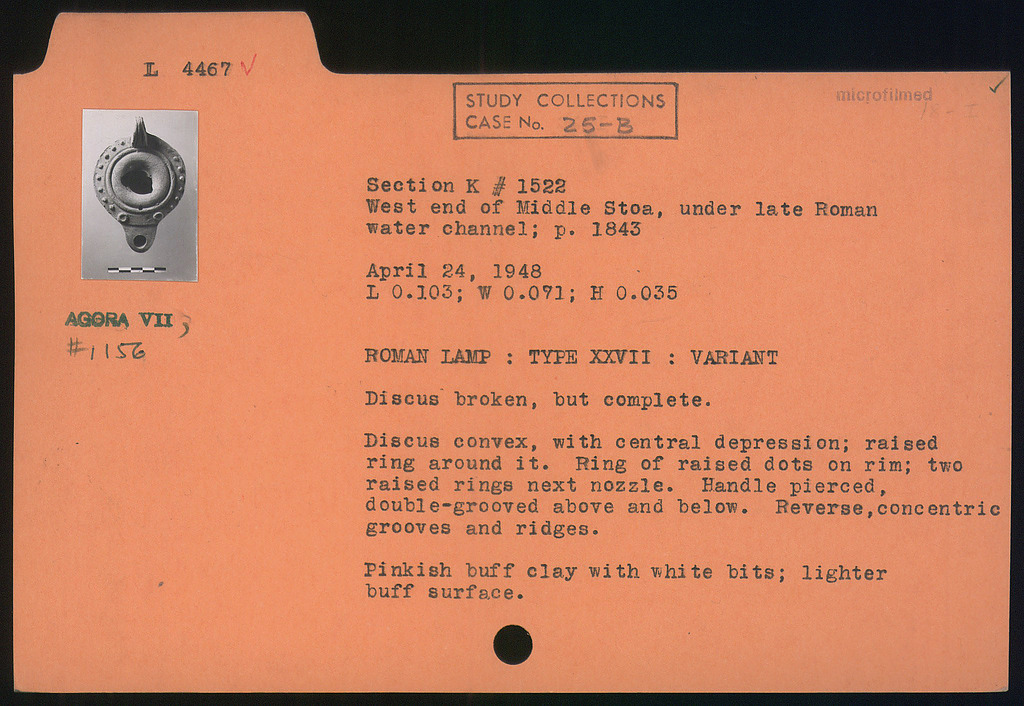 L 4467
STUDY COLLECTIONS
CASE No. 25-B
microfilmed
Section K # 1522
West end of Middle Stoa, under late Roman
water channel; p. 1843
April 24, 1948
L 0.103; W 0.071; H 0.035
AGORA VII,
#1156
ROMAN LAMP : TYPE XXVII : VARIANT
Discus broken, but complete.
Discus convex, with central depression; raised
ring around it. Ring of raised dots on rim; two
raised rings next nozzle. Handle pierced,
double-grooved above and below. Reverse,concentric
grooves and ridges.
Pinkish buff clay with white bits; lighter
buff surface.